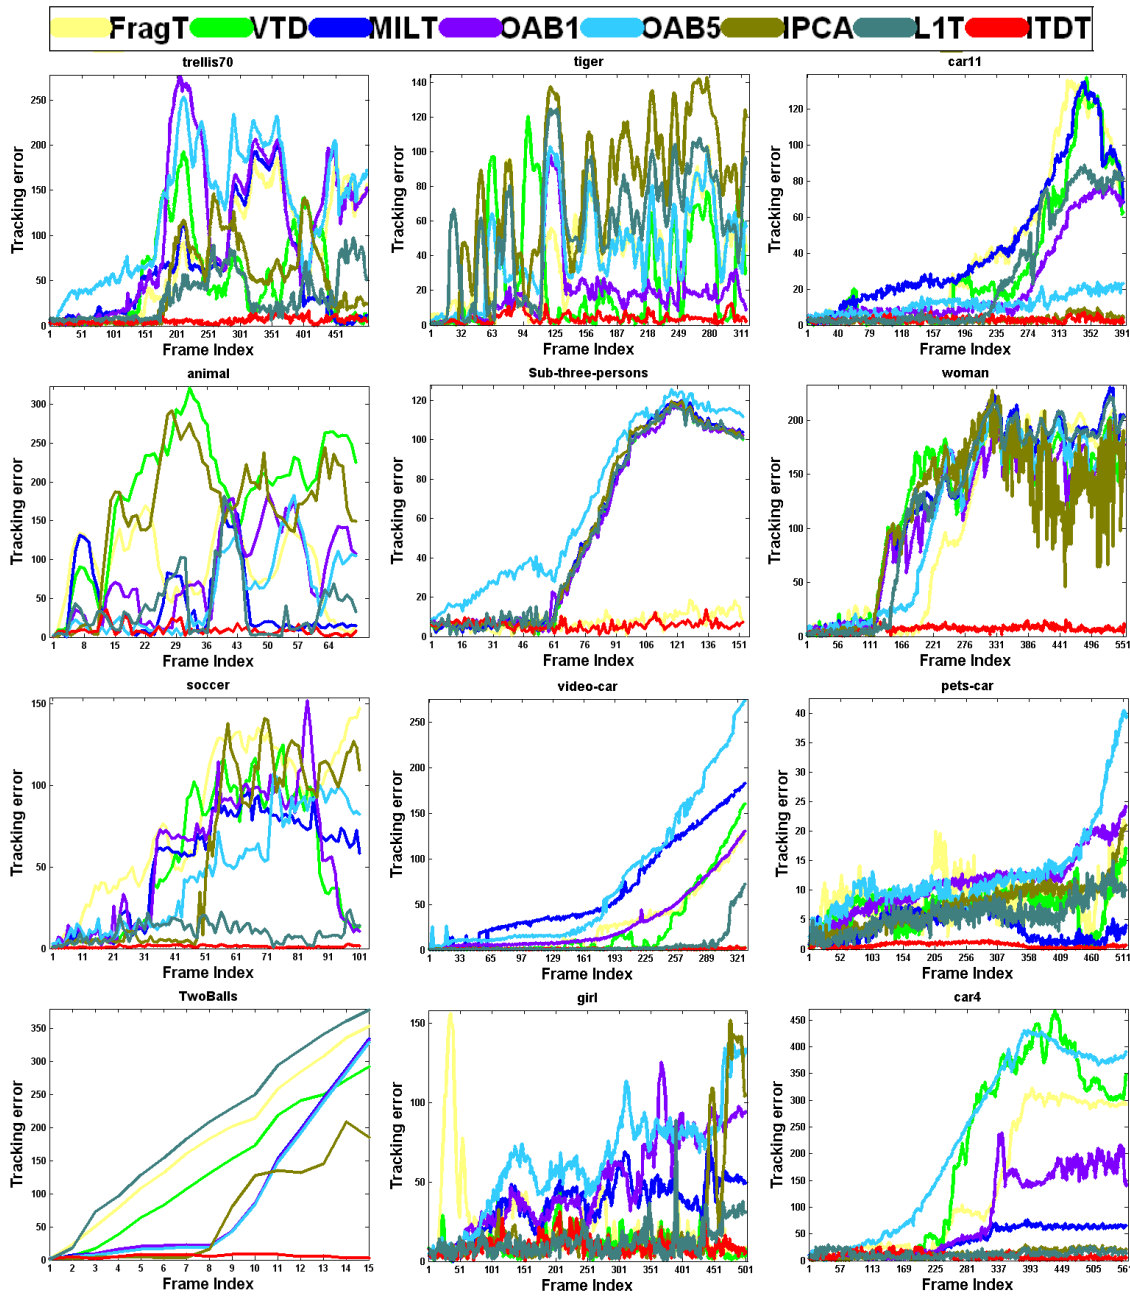 FragT VTD MILT OAB1 OAB5 IPCA L1T ITDT
trellis70
Tracking error
250
200
150
100
50
0
1 51 101 151 201 251 301 351 401 451
Frame Index
tiger
Tracking error
140
120
100
80
60
40
20
0
1 32 63 94 125 156 187 218 249 280 311
Frame Index
car11
Tracking error
120
100
80
60
40
20
0
1 40 79 118 157 196 235 274 313 352 391
Frame Index
animal
Tracking error
300
250
200
150
100
50
0
1 8 15 22 29 36 43 50 57 64
Frame Index
Sub-three-persons
Tracking error
120
100
80
60
40
20
0
1 16 31 46 61 76 91 106 121 136 151
Frame Index
woman
Tracking error
200
150
100
50
0
1 56 111 166 221 276 331 386 441 496 551
Frame Index
soccer
Tracking error
150
100
50
0
1 11 21 31 41 51 61 71 81 91 101
Frame Index
video-car
Tracking error
250
200
150
100
50
0
1 33 65 97 129 161 193 225 257 289 321
Frame Index
pets-car
Tracking error
40
35
30
25
20
15
10
5
0
1 52 103 154 205 256 307 358 409 460 511
Frame Index
TwoBalls
Tracking error
350
300
250
200
150
100
50
0
1 2 3 4 5 6 7 8 9 10 11 12 13 14 15
Frame Index
girl
Tracking error
150
100
50
0
1 51 101 151 201 251 301 351 401 451 501
Frame Index
car4
Tracking error
450
400
350
300
250
200
150
100
50
0
1 57 113 169 225 281 337 393 449 505 561
Frame Index